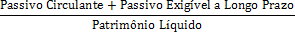 Passivo Circulante + Passivo Exigível a Longo Prazo
Patrimônio Líquido